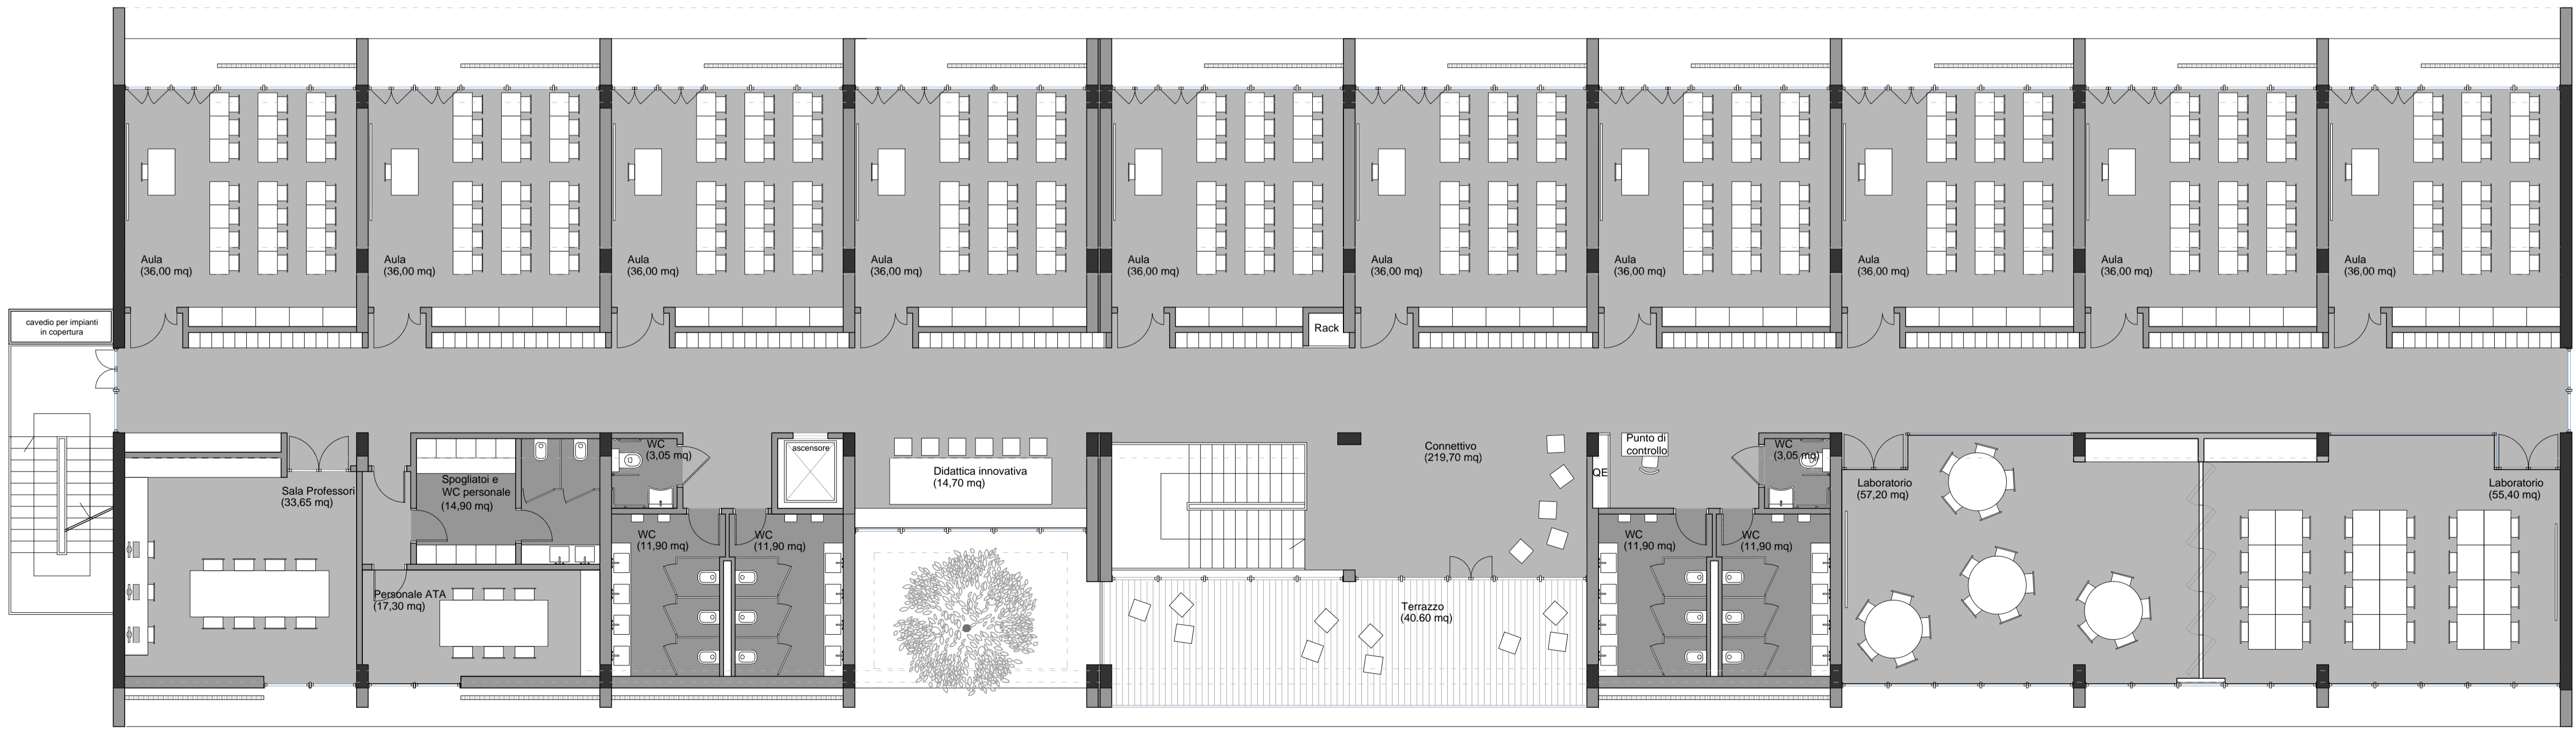 Aula
(36,00 mq)
Aula
(36,00 mq)
Aula
(36,00 mq)
Aula
(36,00 mq)
Aula
(36,00 mq)
Aula
(36,00 mq)
Aula
(36,00 mq)
Aula
(36,00 mq)
Aula
(36,00 mq)
Aula
(36,00 mq)
cavedio per impianti
in copertura
Rack
Sala Professori
(33,65 mq)
Spogliatoi e
WC personale
(14,90 mq)
Personale ATA
(17,30 mq)
WC
(3,05 mq)
ascensore
WC
(11,90 mq)
WC
(11,90 mq)
Didattica innovativa
(14,70 mq)
Connettivo
(219,70 mq)
Terrazzo
(40.60 mq)
QE
Punto di
controllo
WC
(3,05 mq)
WC
(11,90 mq)
WC
(11,90 mq)
Laboratorio
(57,20 mq)
Laboratorio
(55,40 mq)